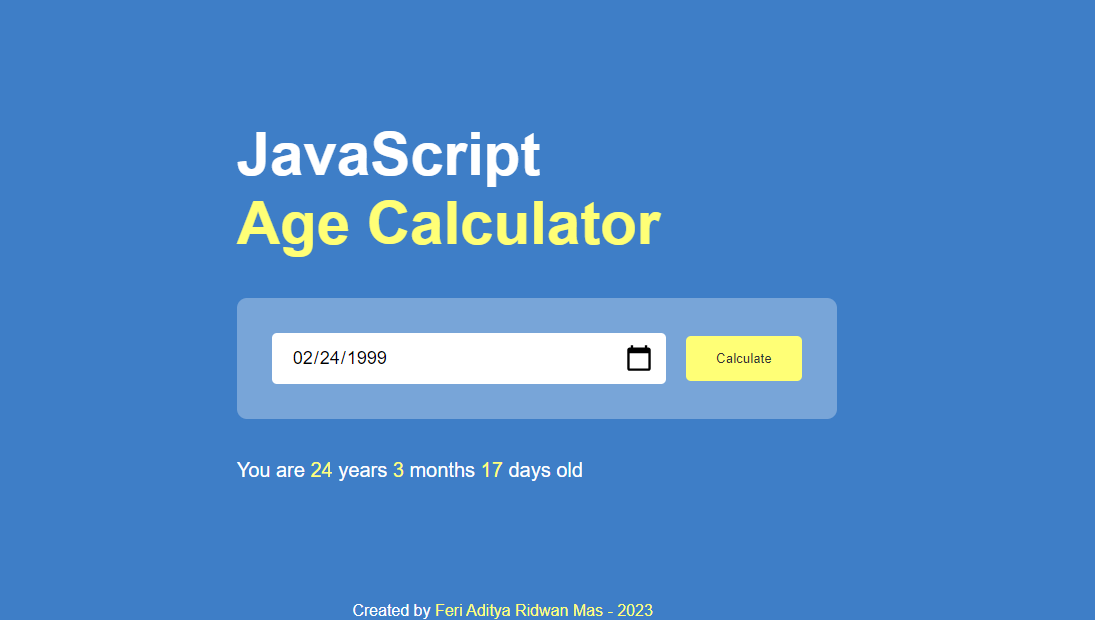 JavaScript
Age Calculator
02/24/1999
Calculate
You are 24 years 3 months 17 days old
Created by Feri Aditya Ridwan Mas - 2023